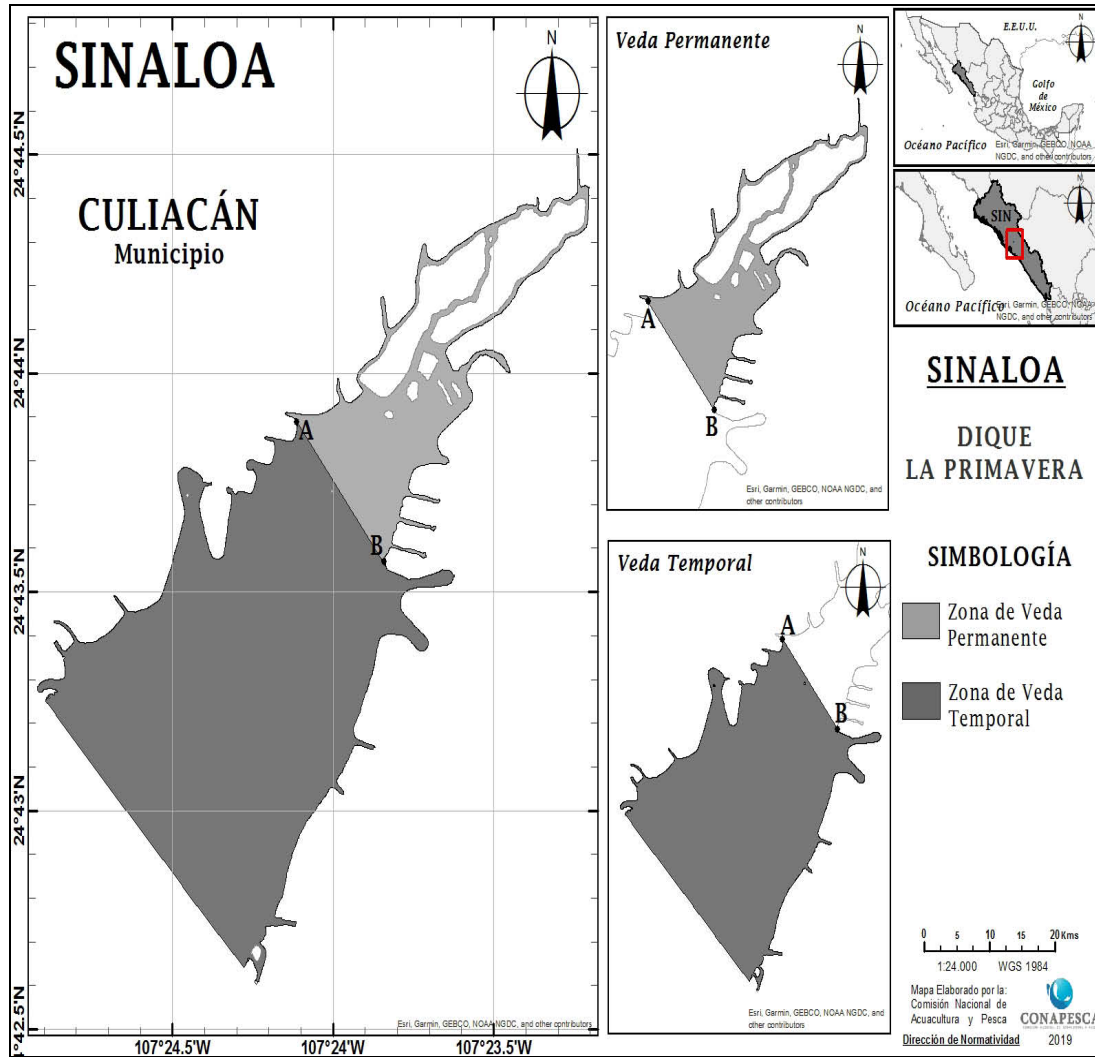 SINALOA
CULIACÁN
Municipio
N
A
B
24°44.5'N
24°44'N
24°43.5'N
24°43'N
4°42.5'N
107°24.5'W
107°24'W
107°23.5'W
Esri, Garmin, GEBCO, NOAA NGDC, and other contributors
Veda Permanente
N
A
B
Esri, Garmin, GEBCO, NOAA NGDC, and
other contributors
Veda Temporal
N
A
B
Esri, Garmin, GEBCO, NOAA NGDC, and
other contributors
E.E.U.U.
N
Golfo
de
México
Océano Pacífico
Esri, Garmin, GEBCO, NOAA
NGDC, and other contributors
N
SIN
Océano Pacífico
Esri, Garmin, GEBCO, NOAA
NGDC, and other contributors
SINALOA
DIQUE
LA PRIMAVERA
SIMBOLOGÍA
Zona de Veda
Permanente
Zona de Veda
Temporal
0 5 10 15 20 Kms
1:24.000 WGS 1984
Mapa Elaborado por la:
Comisión Nacional de
Acuacultura y Pesca
CONAPESCA
Dirección de Normatividad 2019